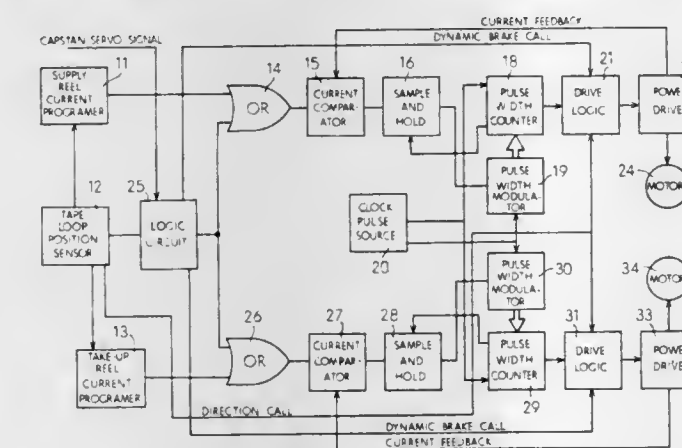 CURRENT FEEDBACK
CAPSTAN SERVO SIGNAL
DYNAMIC BRAKE CALL
11
14
15
16
18
21
SUPPLY
REEL
CURRENT
PROGRAMER
OR
CURRENT
COMPAR-
ATOR
SAMPLE
AND
HOLD
PULSE
WIDTH
COUNTER
DRIVE
LOGIC
DRIVE
12
25
19
24
TAPE
LOOP
POSITION
SENSOR
LOGIC
CIRCUIT
CLOCK
PULSE
SOURCE
20
PULSE
WIDTH
MODULA-
TOR
MOTOR
30
PULSE
WIDTH
MODULA-
TOR
34
MOTOR
13
26
27
28
31
33
TAKE-UP
REEL
CURRENT
PROGRAMER
OR
CURRENT
COMPAR-
ATOR
SAMPLE
AND
HOLD
PULSE
WIDTH
COUNTER
29
DRIVE
LOGIC
DRIVE
DIRECTION CALL
DYNAMIC BRAKE CALL
CURRENT FEEDBACK